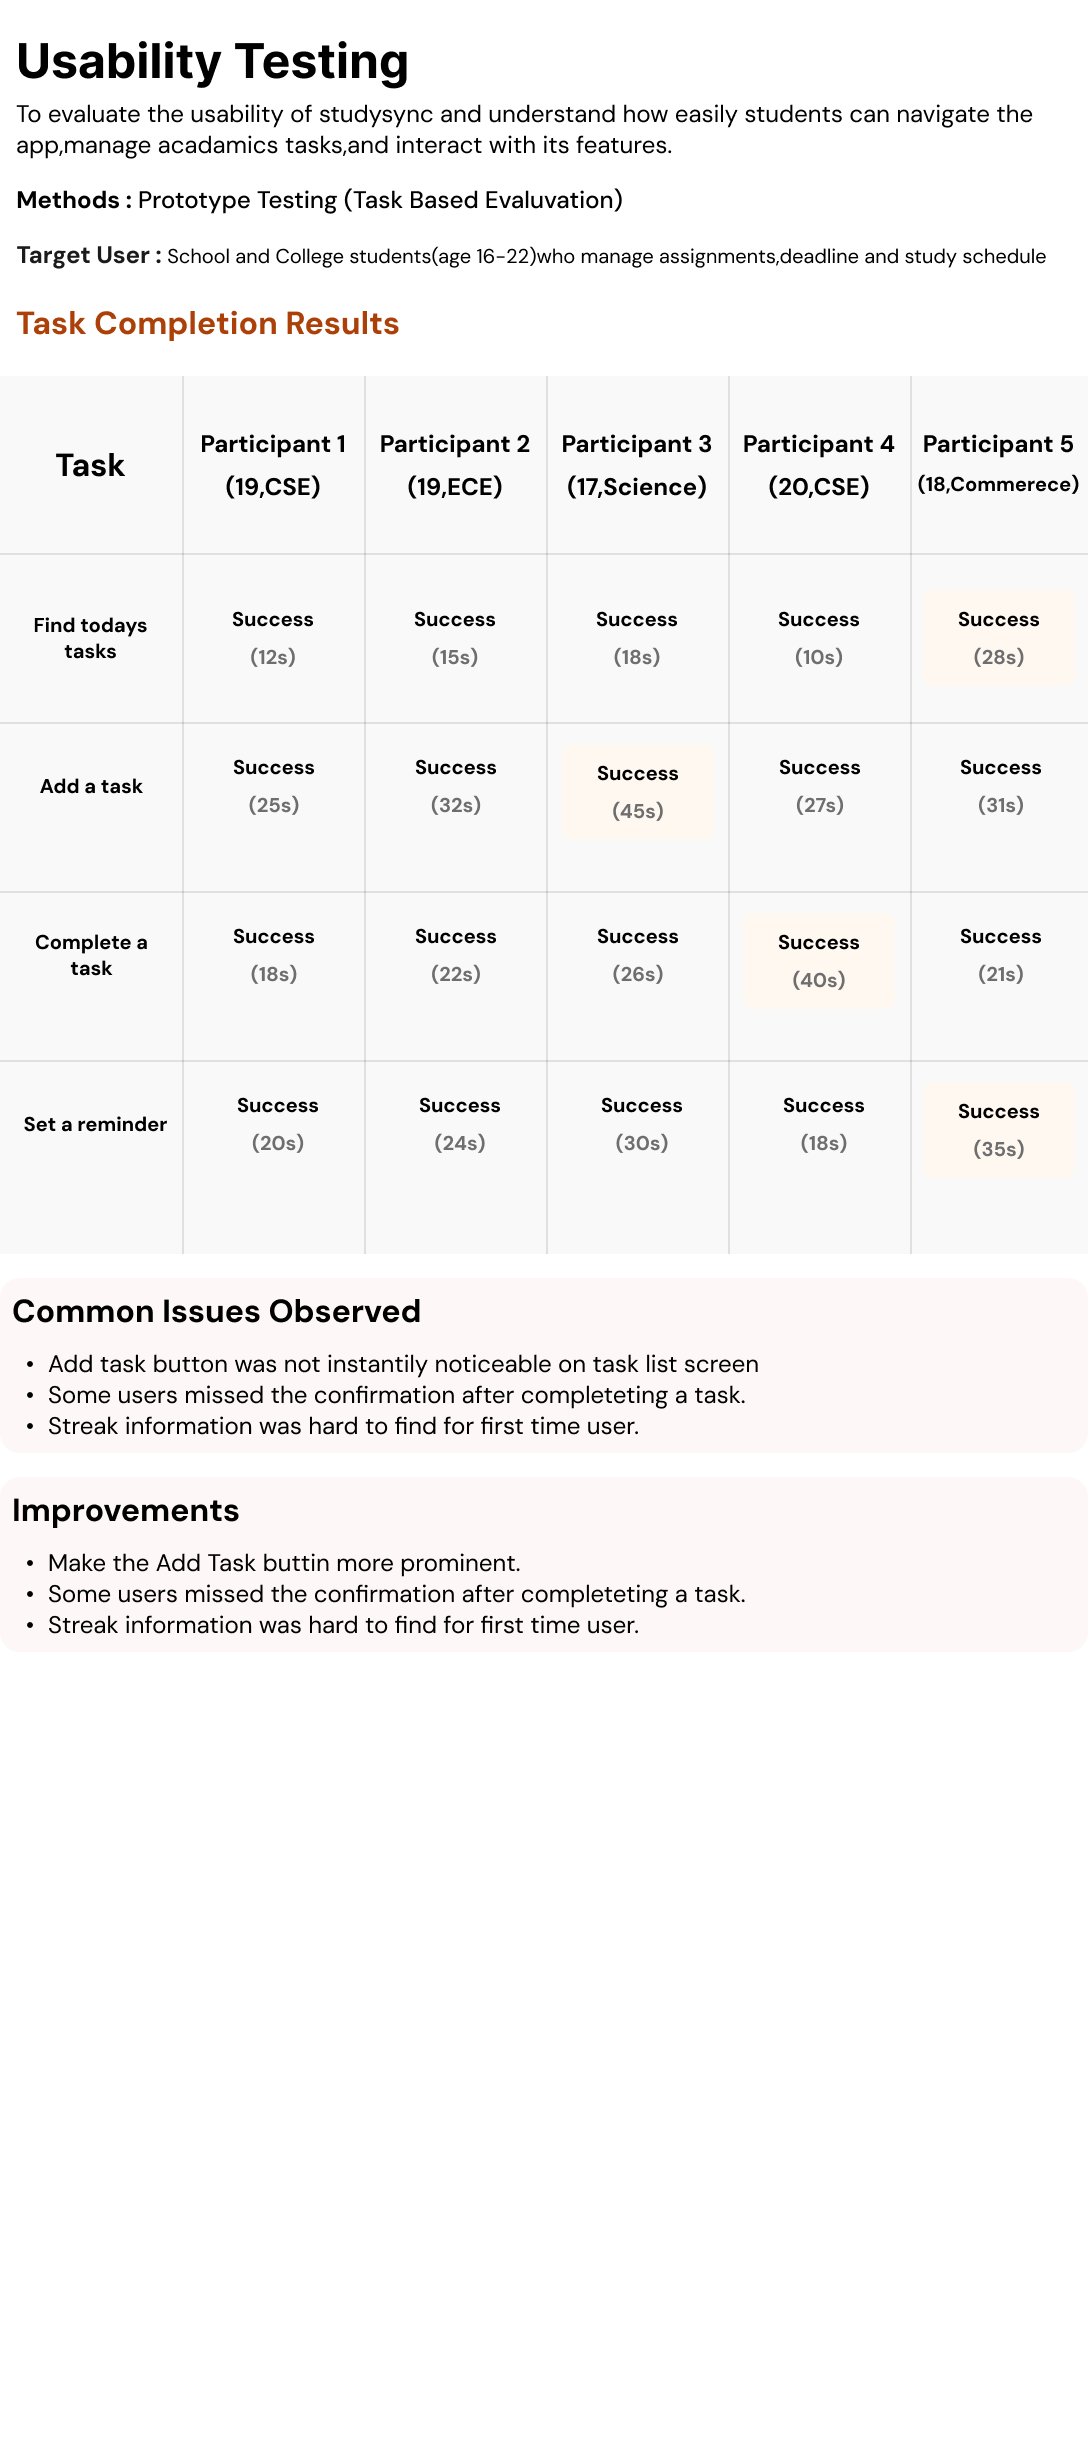 Usability Testing
To evaluate the usability of studysync and understand how easily students can navigate the
app,manage acadamics tasks,and interact with its features.
Methods : Prototype Testing (Task Based Evaluvation)
Target User : School and College students(age 16-22)who manage assignments,deadline and study schedule
Task Completion Results
Task
Participant 1
(19,CSE)
Participant 2
(19,ECE)
Participant 3
(17,Science)
Participant 4
(20,CSE)
Participant 5
(18,Commerece)
Find todays
tasks
Success
(12s)
Success
(15s)
Success
(18s)
Success
(10s)
Success
(28s)
Add a task
Success
(25s)
Success
(32s)
Success
(45s)
Success
(27s)
Success
(31s)
Complete a
task
Success
(18s)
Success
(22s)
Success
(26s)
Success
(40s)
Success
(21s)
Set a reminder
Success
(20s)
Success
(24s)
Success
(30s)
Success
(18s)
Success
(35s)
Common Issues Observed
• Add task button was not instantily noticeable on task list screen
• Some users missed the confirmation after completeting a task.
• Streak information was hard to find for first time user.
Improvements
• Make the Add Task buttin more prominent.
• Some users missed the confirmation after completeting a task.
• Streak information was hard to find for first time user.